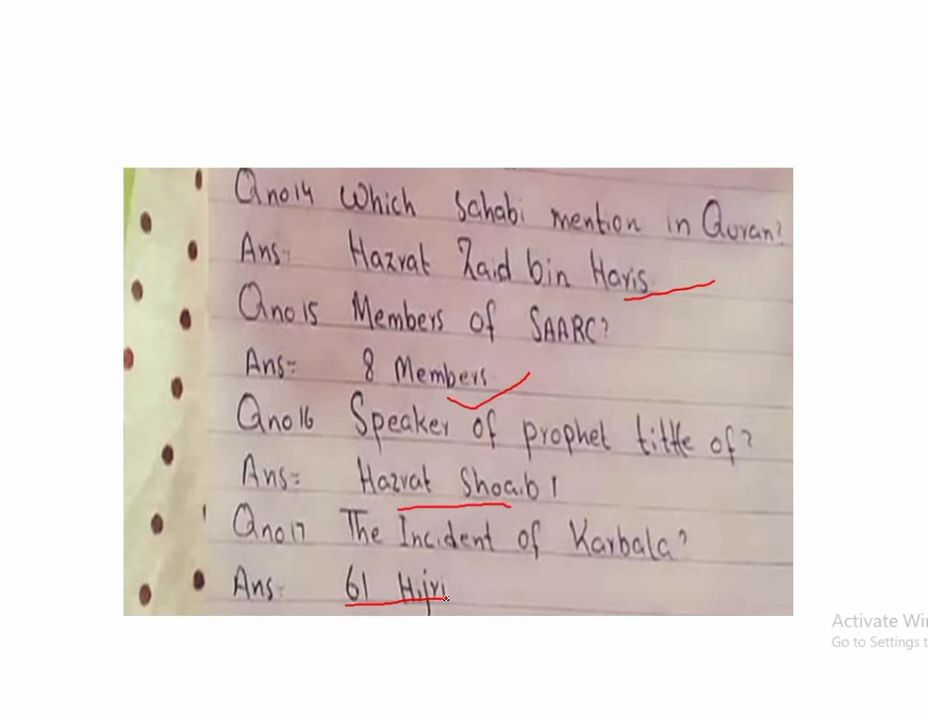 Qno14 Which Sahabi mention in Quran?
Ans: Hazrat Zaid bin Haris
Qno15 Members of SAARC?
Ans= 8 Members
Qno16 Speaker of prophet tittle of?
Ans= Hazrat Shoaib
Qno17 The Incident of Karbala?
Ans: 61 Hijri
Activate Win
Go to Settings t